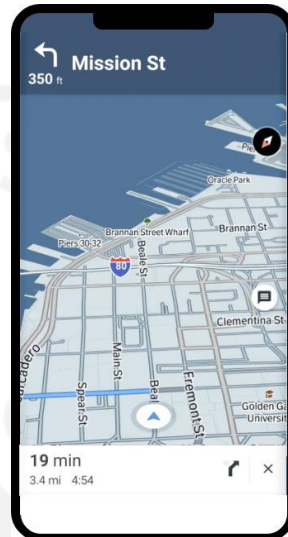 Mission St
350 ft
Oracle Park
Brannan Street Wharf
Brannan St
Piers 30-32
80
Beale St
Clementina St
Main St
Spear St
Fremont St
Golden Ga
Universit
19 min
3.4 mi 4:54